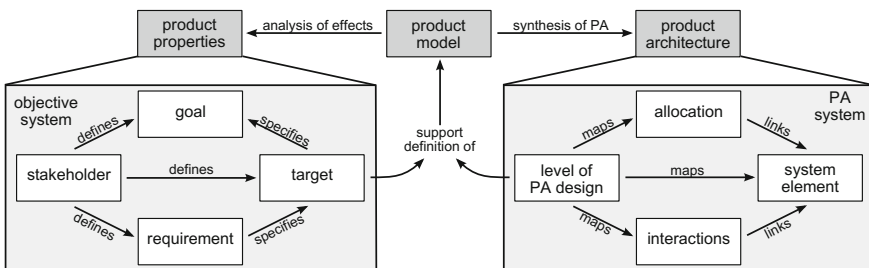 product
properties
analysis of effects
product
model
synthesis of PA
product
architecture
objective
system
goal
defines
specifies
stakeholder
defines
target
defines
requirement
specifies
support
definition of
PA
system
allocation
maps
links
level of
PA design
maps
system
element
maps
interactions
links